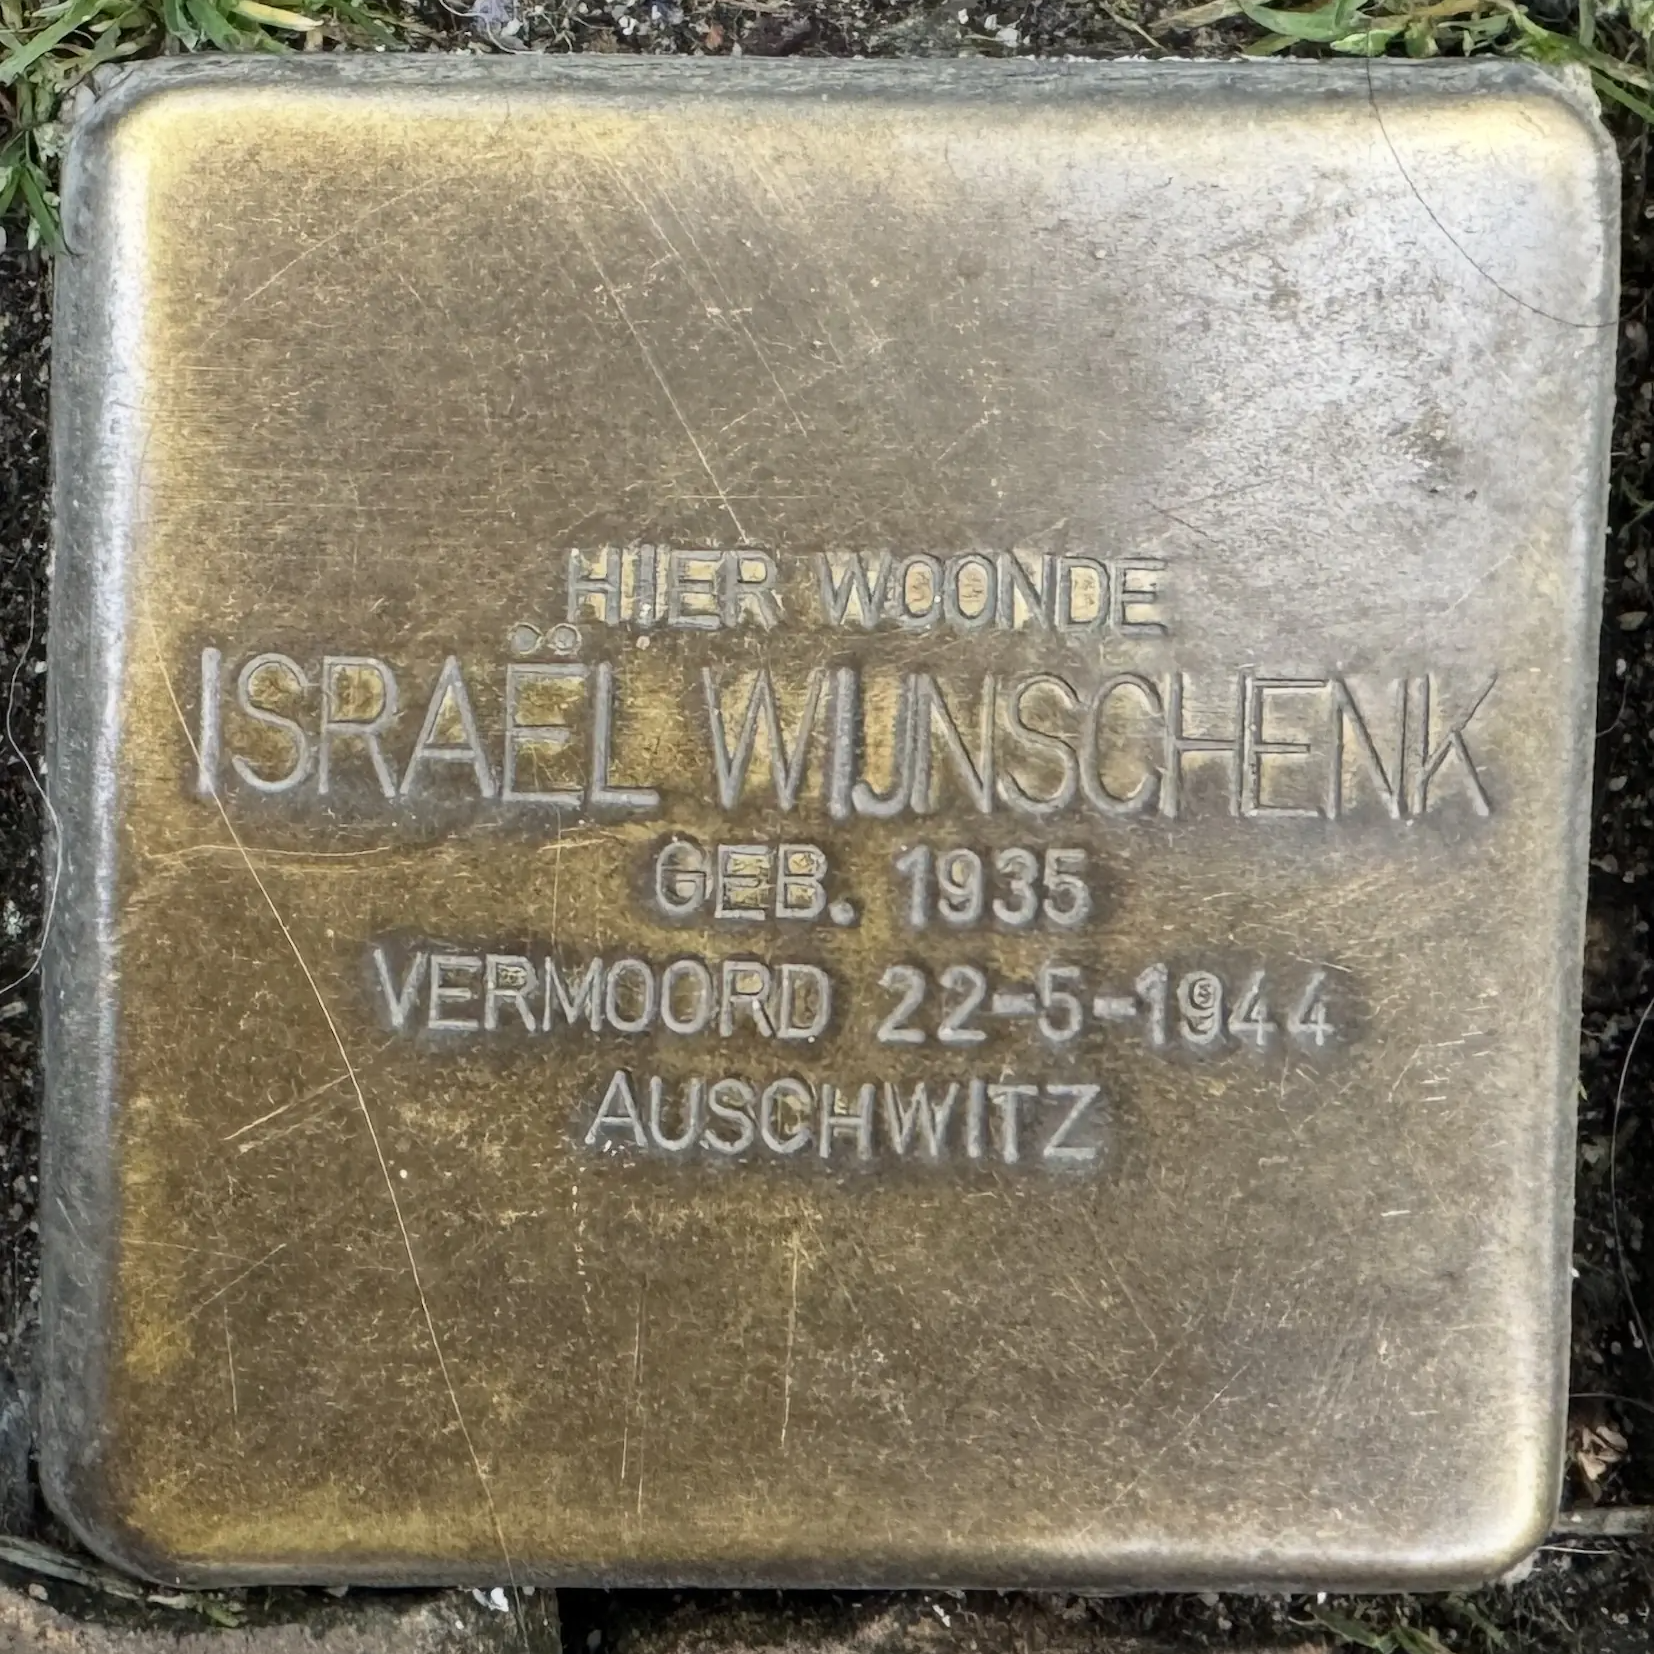 HIER WOONDE
ISRAËL WIJNSCHENK
GEB. 1935
VERMOORD 22-5-1944
AUSCHWITZ